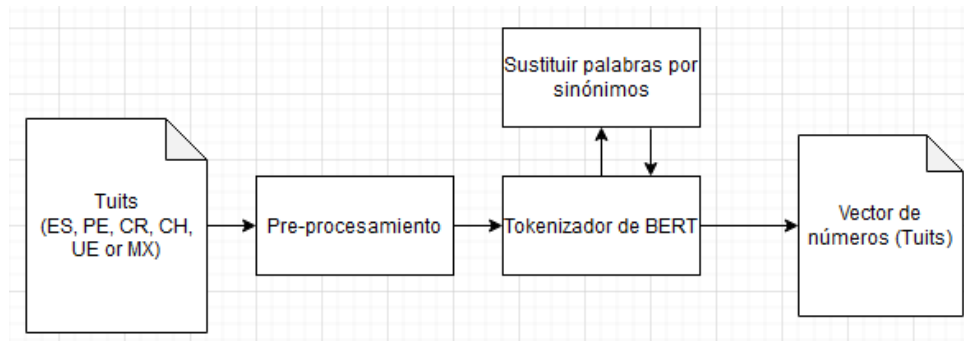 Tuits
(ES, PE, CR, CH,
UE or MX)
Pre-procesamiento
Sustituir palabras por
sinónimos
Tokenizador de BERT
Vector de
números (Tuits)